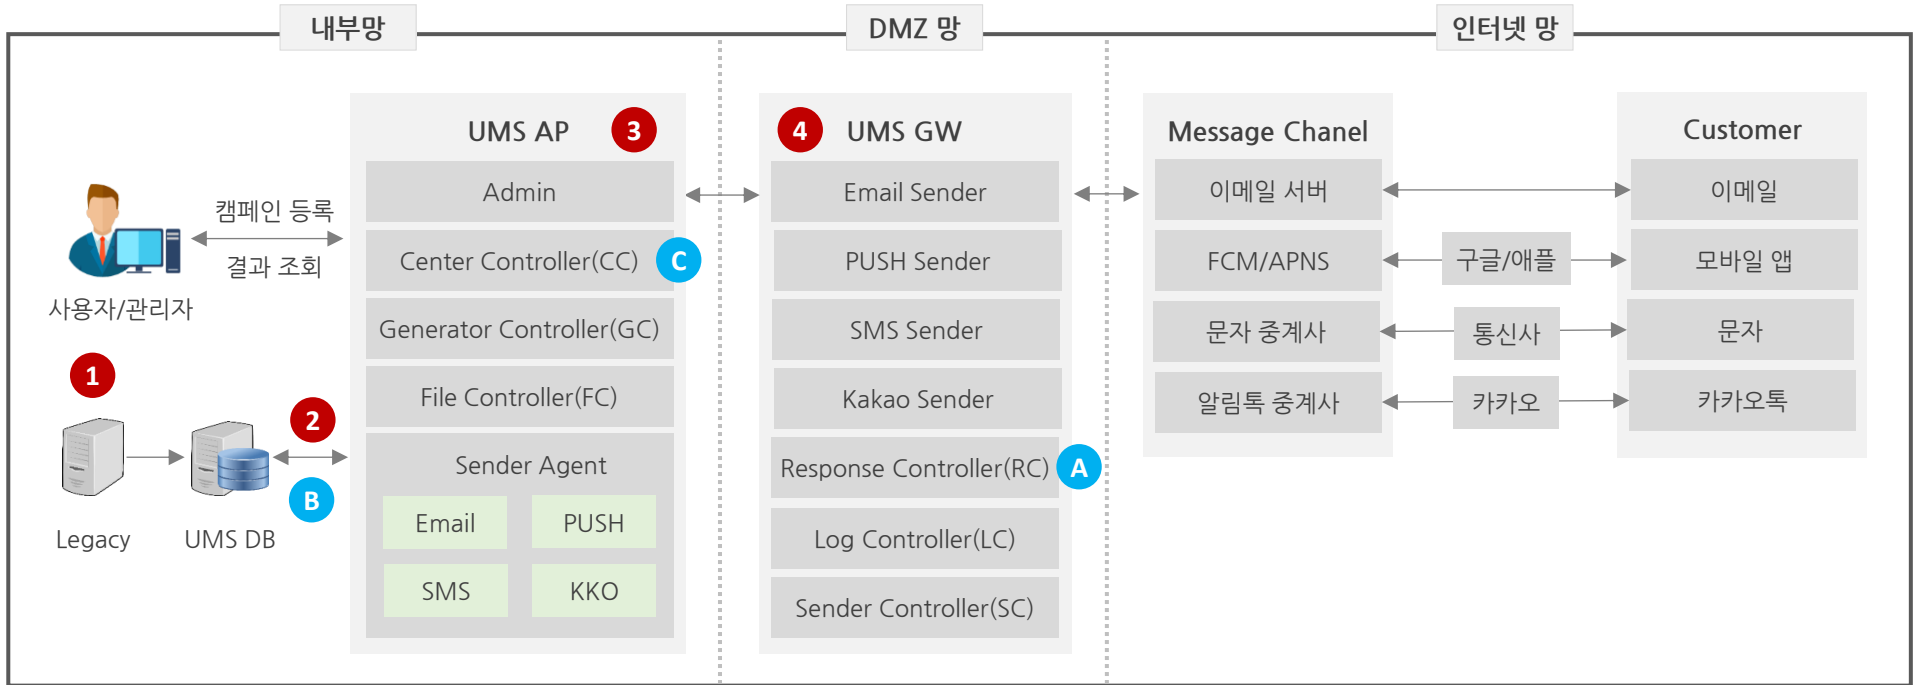 내부망
DMZ 망
인터넷 망
UMS AP
3
Admin
Center Controller(CC)
C
Generator Controller(GC)
File Controller(FC)
Sender Agent
Email
PUSH
SMS
KKO
캠페인 등록
결과 조회
사용자/관리자
1
2
B
Legacy
UMS DB
4
UMS GW
Email Sender
PUSH Sender
SMS Sender
Kakao Sender
Response Controller(RC)
A
Log Controller(LC)
Sender Controller(SC)
Message Chanel
이메일 서버
FCM/APNS
문자 중계사
알림톡 중계사
구글/애플
통신사
카카오
Customer
이메일
모바일 앱
문자
카카오톡